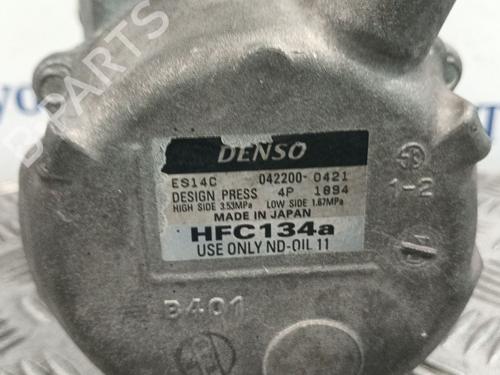 B-PARTS
DENSO
ES14C 042200-0421
DESIGN PRESS 4P 1894
HIGH SIDE 3.53MPa LOW SIDE 1.67MPa
MADE IN JAPAN
HFC134a
USE ONLY ND-OIL 11
1-2
B401